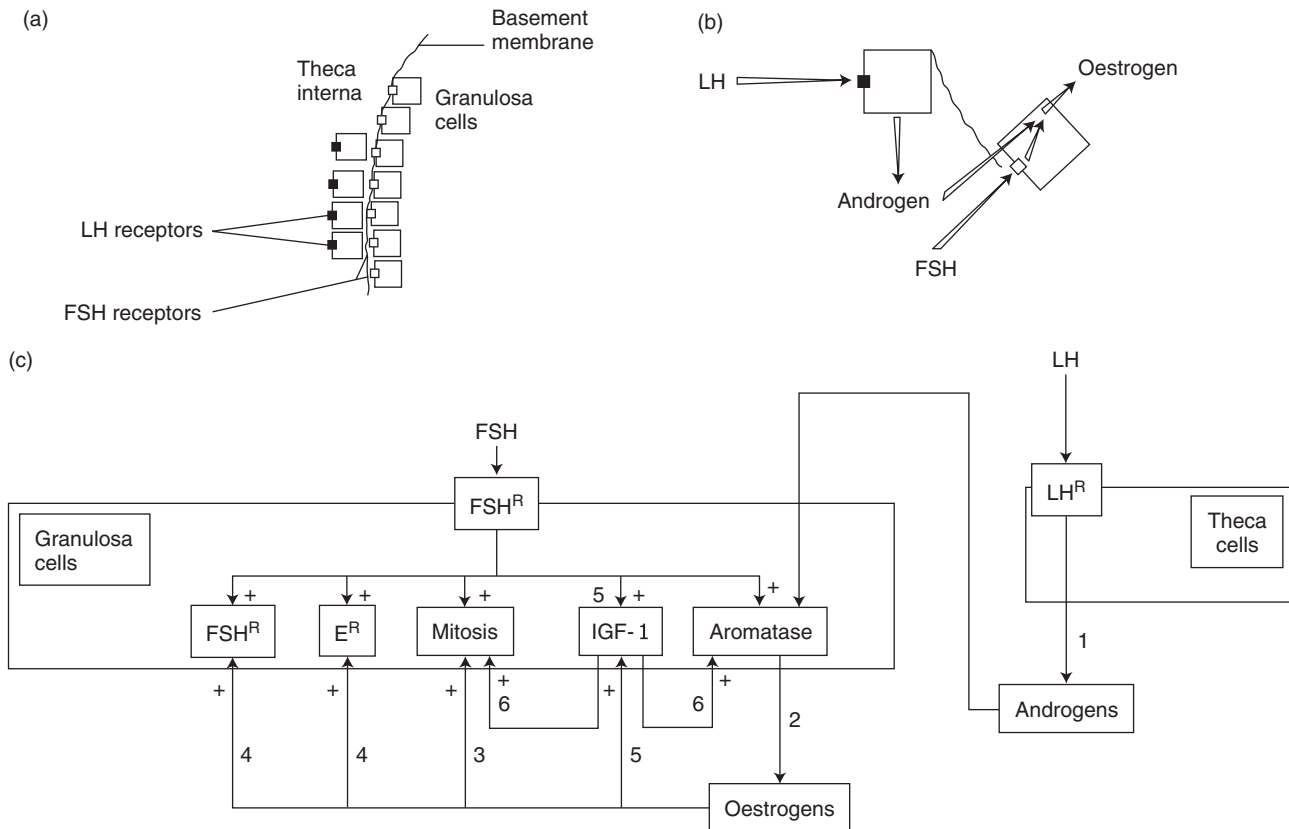 (a)
Basement
membrane
Theca
interna
Granulosa
cells
LH receptors
FSH receptors
(b)
LH
Oestrogen
Androgen
FSH
(c)
LH
FSH
FSH^R
LH^R
Granulosa
cells
Theca
cells
+ + + 5 + +
FSH^R E^R Mitosis IGF- 1 Aromatase
1
+ + + + + +
6 6 2
Androgens
4 4 3 5
Oestrogens